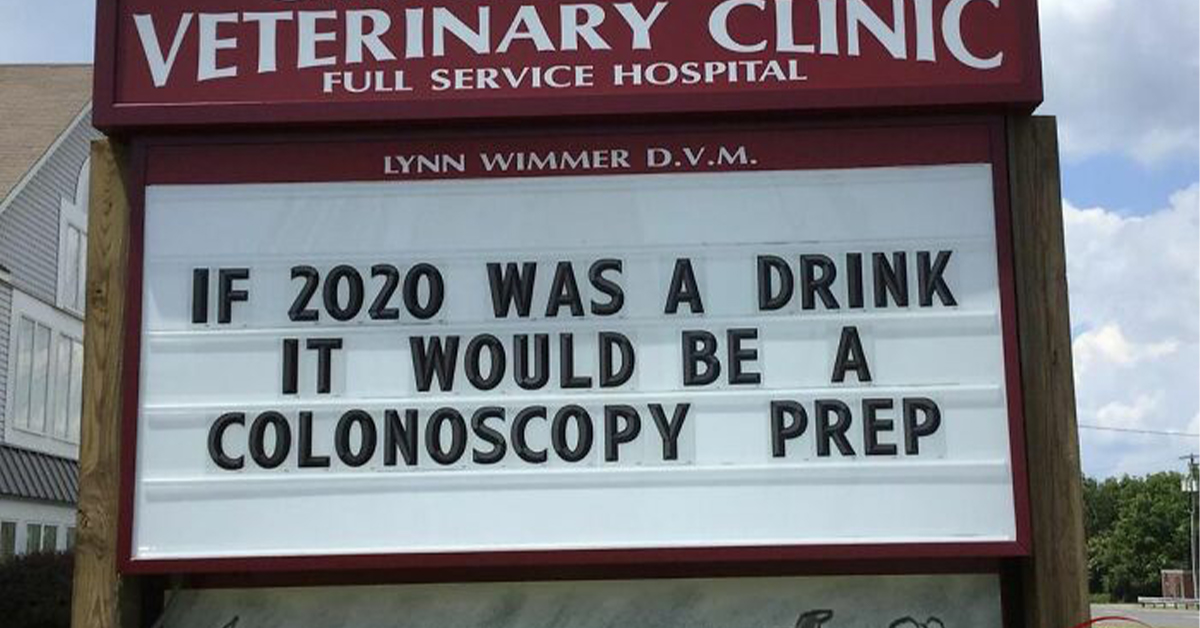 VETERINARY CLINIC
FULL SERVICE HOSPITAL
LYNN WIMMER D.V.M.
IF 2020 WAS A DRINK
IT WOULD BE A
COLONOSCOPY PREP